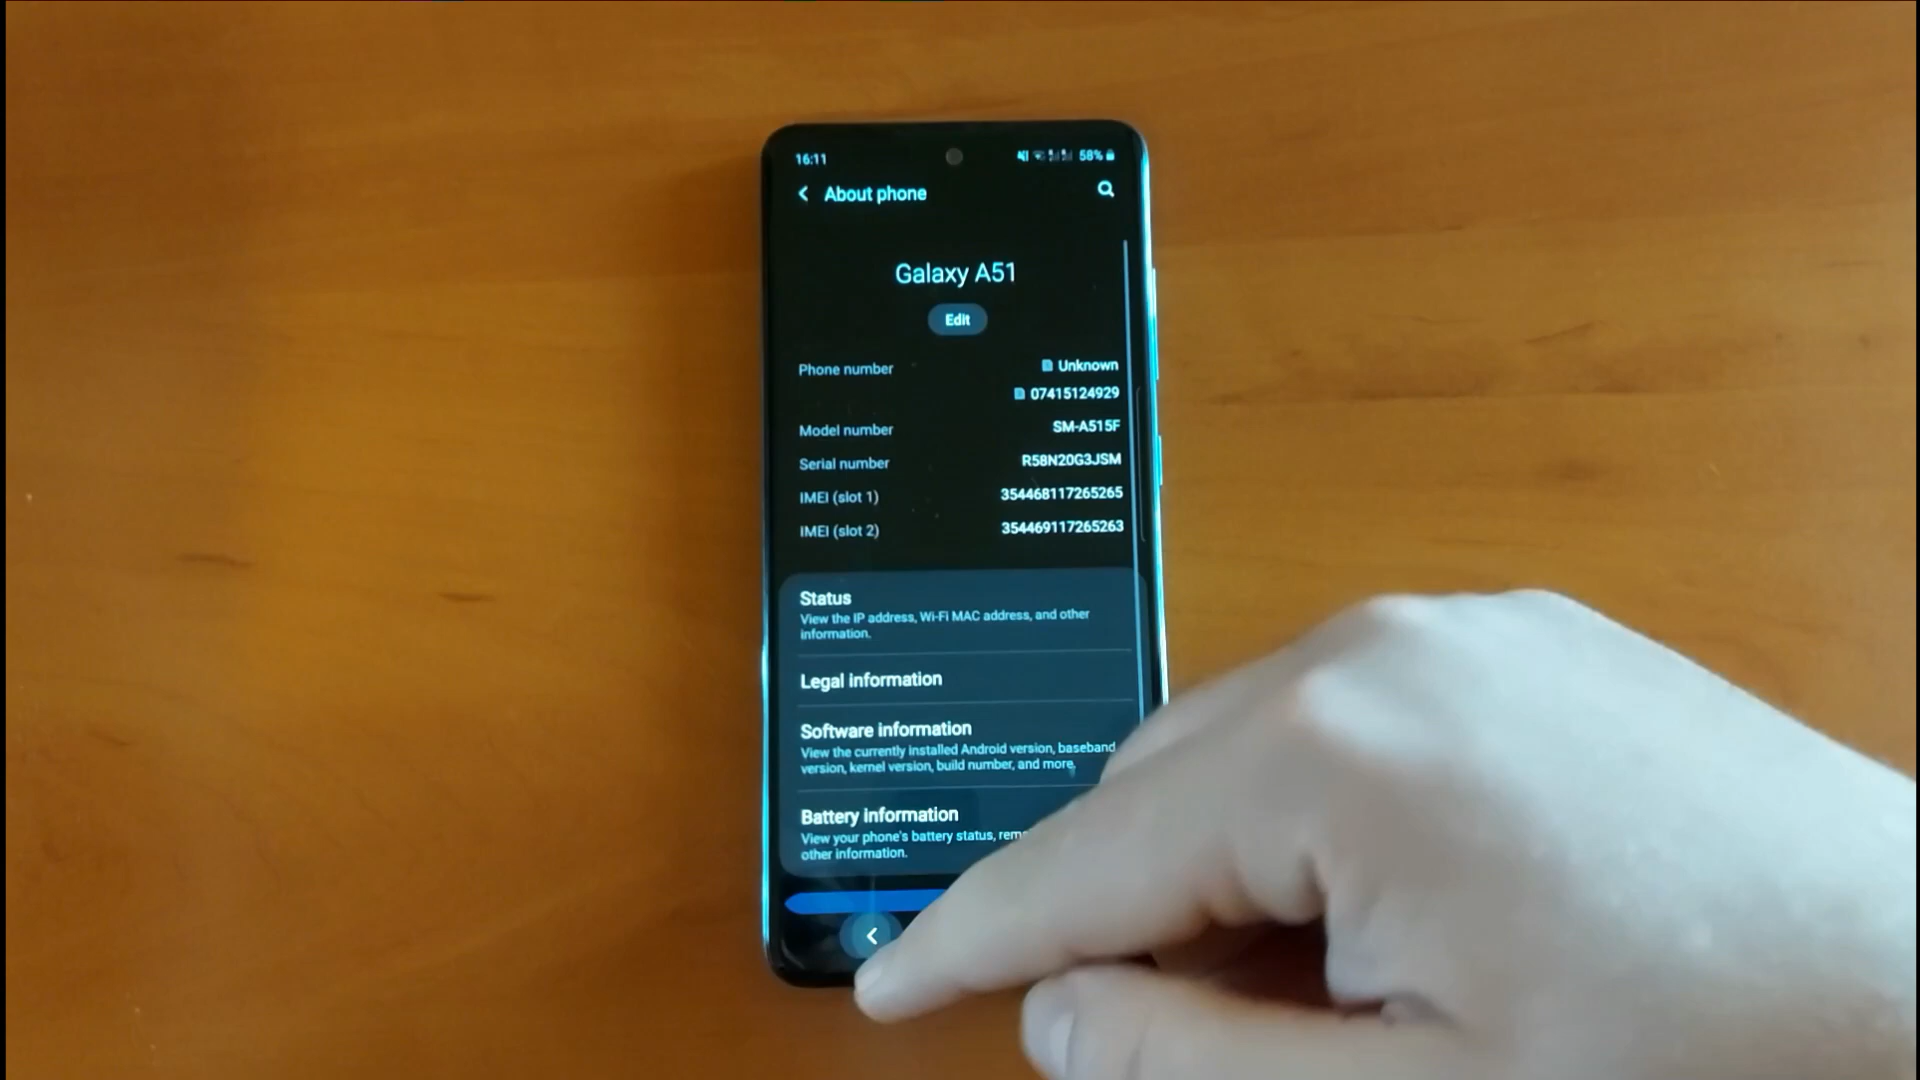 16:11 58%
About phone
Galaxy A51
Edit
Phone number Unknown
07415124929
Model number SM-A515F
Serial number R58N20G3JSM
IMEI (slot 1) 354468117265265
IMEI (slot 2) 354469117265263
Status
View the IP address, Wi-Fi MAC address, and other
information.
Legal information
Software information
View the currently installed Android version, baseband
version, kernel version, build number, and more.
Battery information
View your phone's battery status,
other information.